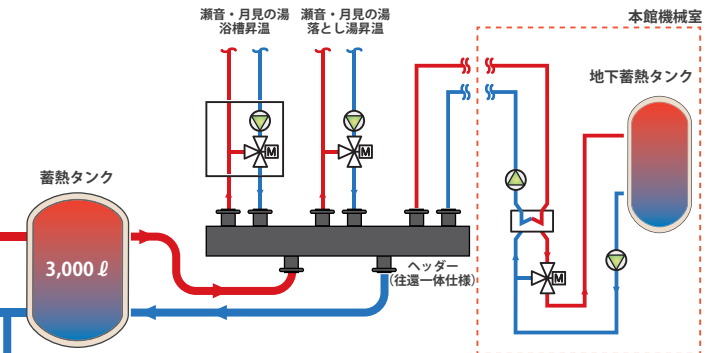 瀬音・月見の湯
浴槽昇温
瀬音・月見の湯
落とし湯昇温
本館機械室
地下蓄熱タンク
M
M
蓄熱タンク
3,000 ℓ
ヘッダー
（往還一体仕様）
M